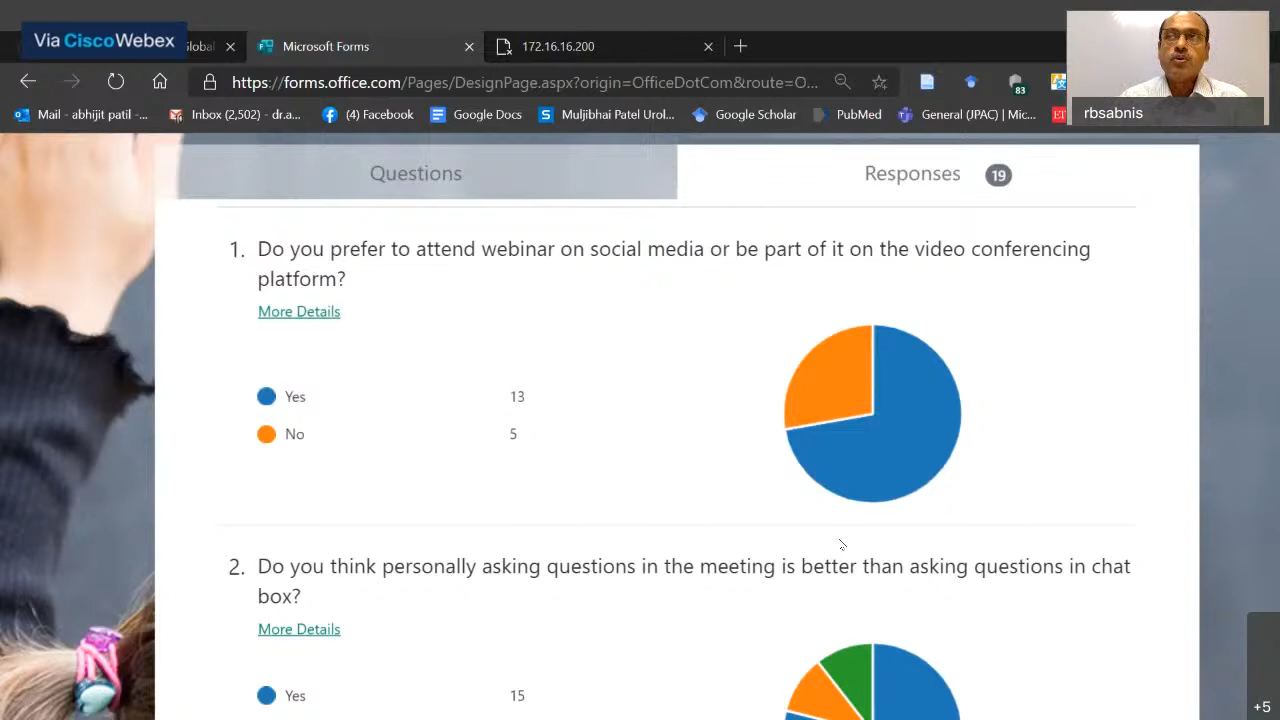 Via Cisco Webex
Global
Microsoft Forms
172.16.16.200
https://forms.office.com/Pages/DesignPage.aspx?origin=OfficeDotCom&route=O...
83
Mail - abhijit patil -...
Inbox (2,502) - dr.a...
(4) Facebook
Google Docs
S
Muljibhai Patel Urol...
Google Scholar
PubMed
General (JPAC) | Mic...
ET
rbsabnis
Questions
Responses 19
1. Do you prefer to attend webinar on social media or be part of it on the video conferencing
platform?
More Details
Yes 13
No 5
2. Do you think personally asking questions in the meeting is better than asking questions in chat
box?
More Details
Yes 15
+5